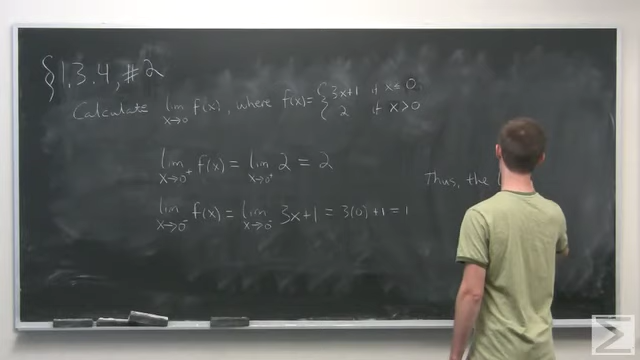 §1.3.4, #2
Calculate lim x→0 f(x), where f(x) = { 3x+1 if x≤0
2 if x>0
lim x→0⁺ f(x) = lim x→0⁺ 2 = 2
lim x→0⁻ f(x) = lim x→0⁻ 3x+1 = 3(0)+1 = 1
Thus, the
Σ